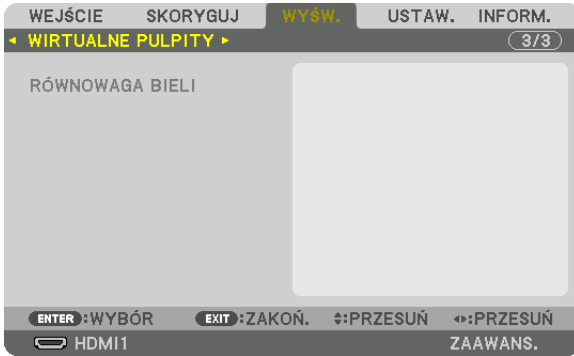 WEJŚCIE SKORYGUJ WYŚW. USTAW. INFORM.
◂ WIRTUALNE PULPITY ▸ 3/3
RÓWNOWAGA BIELI
ENTER :WYBÓR EXIT :ZAKOŃ. ♦:PRZESUŃ ◂▸:PRZESUŃ
HDMI1 ZAAWANS.